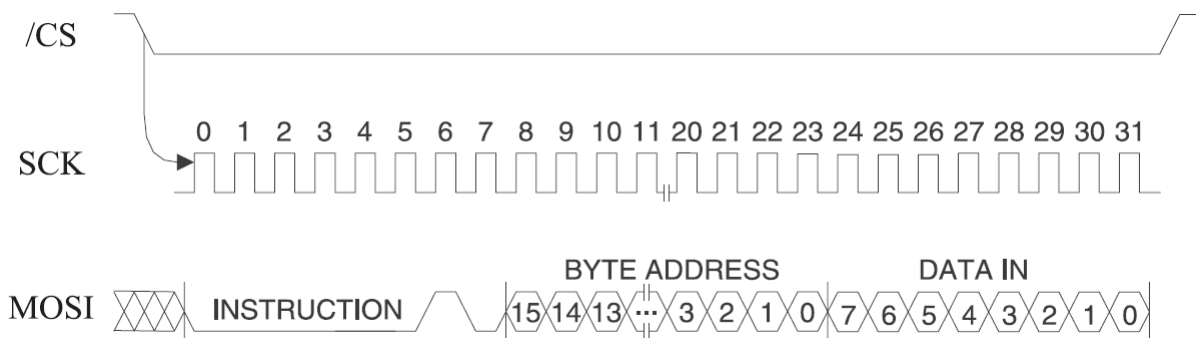 /CS
0 1 2 3 4 5 6 7 8 9 10 11 20 21 22 23 24 25 26 27 28 29 30 31
SCK
BYTE ADDRESS DATA IN
MOSI INSTRUCTION 15 14 13 ... 3 2 1 0 7 6 5 4 3 2 1 0